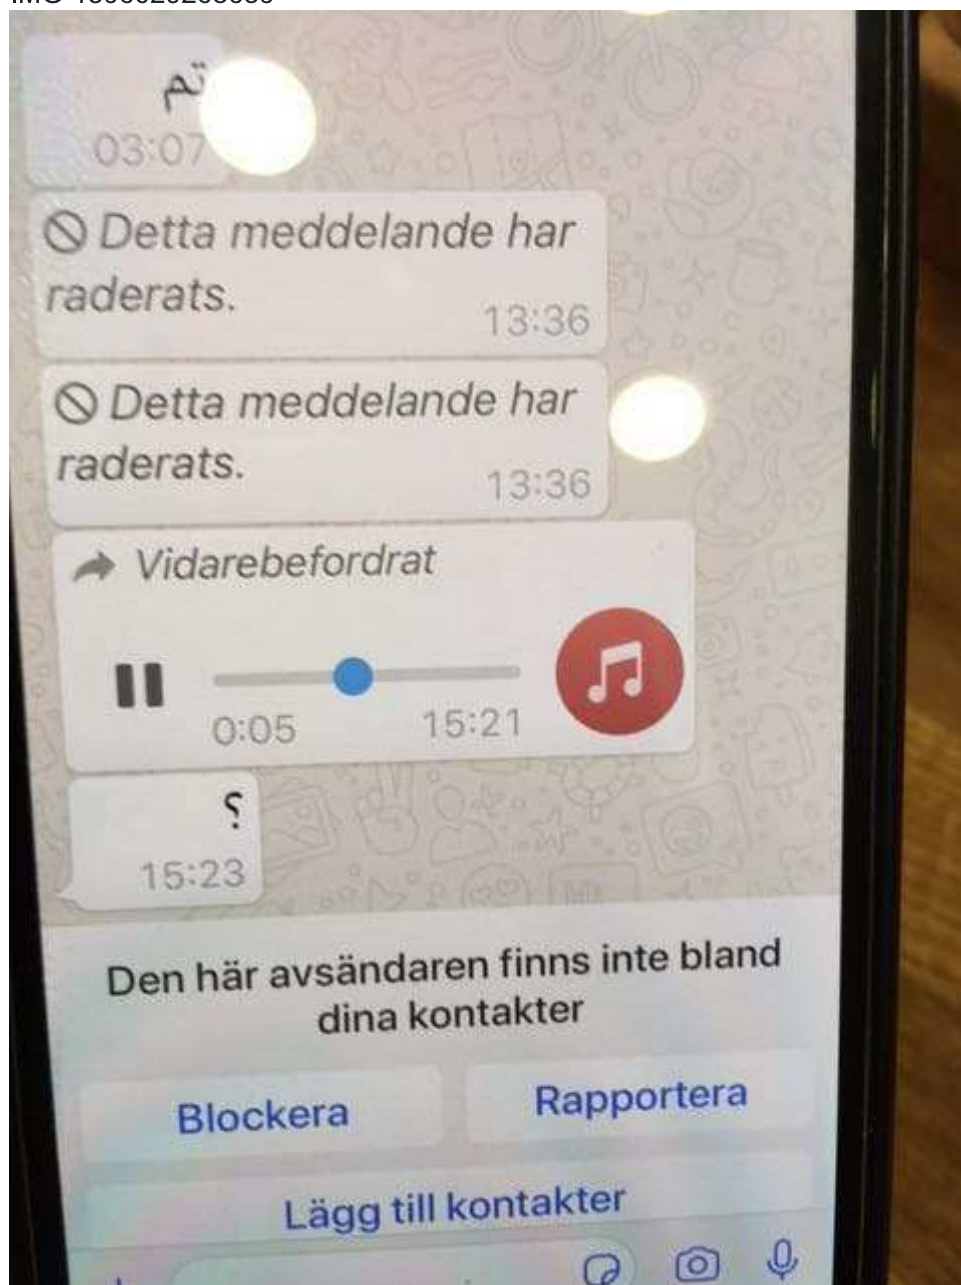 تم
03:07
Detta meddelande har
raderats.
13:36
Detta meddelande har
raderats.
13:36
Vidarebefordrat
0:05 15:21
؟
15:23
Den här avsändaren finns inte bland
dina kontakter
Blockera Rapportera
Lägg till kontakter